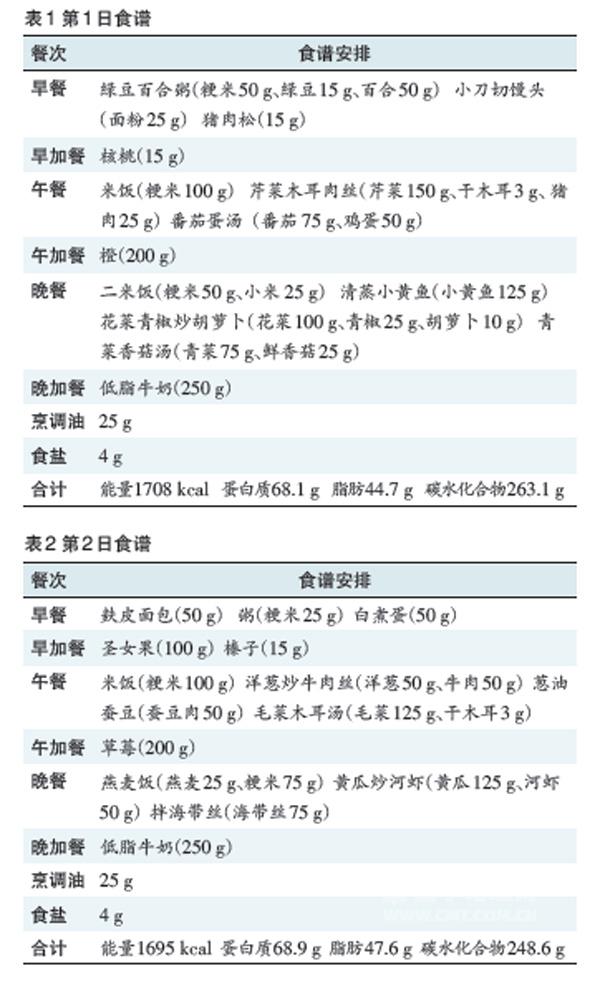 表1 第1日食谱
餐次 食谱安排
早餐 绿豆百合粥(粳米50 g、绿豆15 g、百合50 g) 小刀切馒头
(面粉25 g) 猪肉松(15 g)
早加餐 核桃(15 g)
午餐 米饭(粳米100 g) 芹菜木耳肉丝(芹菜150 g、干木耳3 g、猪
肉25 g) 番茄蛋汤 (番茄 75 g、鸡蛋50 g)
午加餐 橙(200 g)
晚餐 二米饭(粳米50 g、小米 25 g) 清蒸小黄鱼(小黄鱼125 g)
花菜青椒炒胡萝卜(花菜100 g、青椒25 g、胡萝卜10 g) 青
菜香菇汤(青菜75 g、鲜香菇25 g)
晚加餐 低脂牛奶(250 g)
烹调油 25 g
食盐 4 g
合计 能量1708 kcal 蛋白质68.1 g 脂肪44.7 g 碳水化合物263.1 g
表2 第2日食谱
餐次 食谱安排
早餐 麸皮面包(50 g) 粥(粳米25 g) 白煮蛋(50 g)
早加餐 圣女果(100 g) 榛子(15 g)
午餐 米饭(粳米100 g) 洋葱炒牛肉丝(洋葱50 g、牛肉50 g) 葱油
蚕豆(蚕豆肉50 g) 毛菜木耳汤(毛菜125 g、干木耳3 g)
午加餐 草莓(200 g)
晚餐 燕麦饭(燕麦25 g、粳米75 g) 黄瓜炒河虾(黄瓜125 g、河虾
50 g) 拌海带丝(海带丝75 g)
晚加餐 低脂牛奶(250 g)
烹调油 25 g
食盐 4 g
WWW.CMT.COM.CN
合计 能量1695 kcal 蛋白质68.9 g 脂肪47.6 g 碳水化合物248.6 g